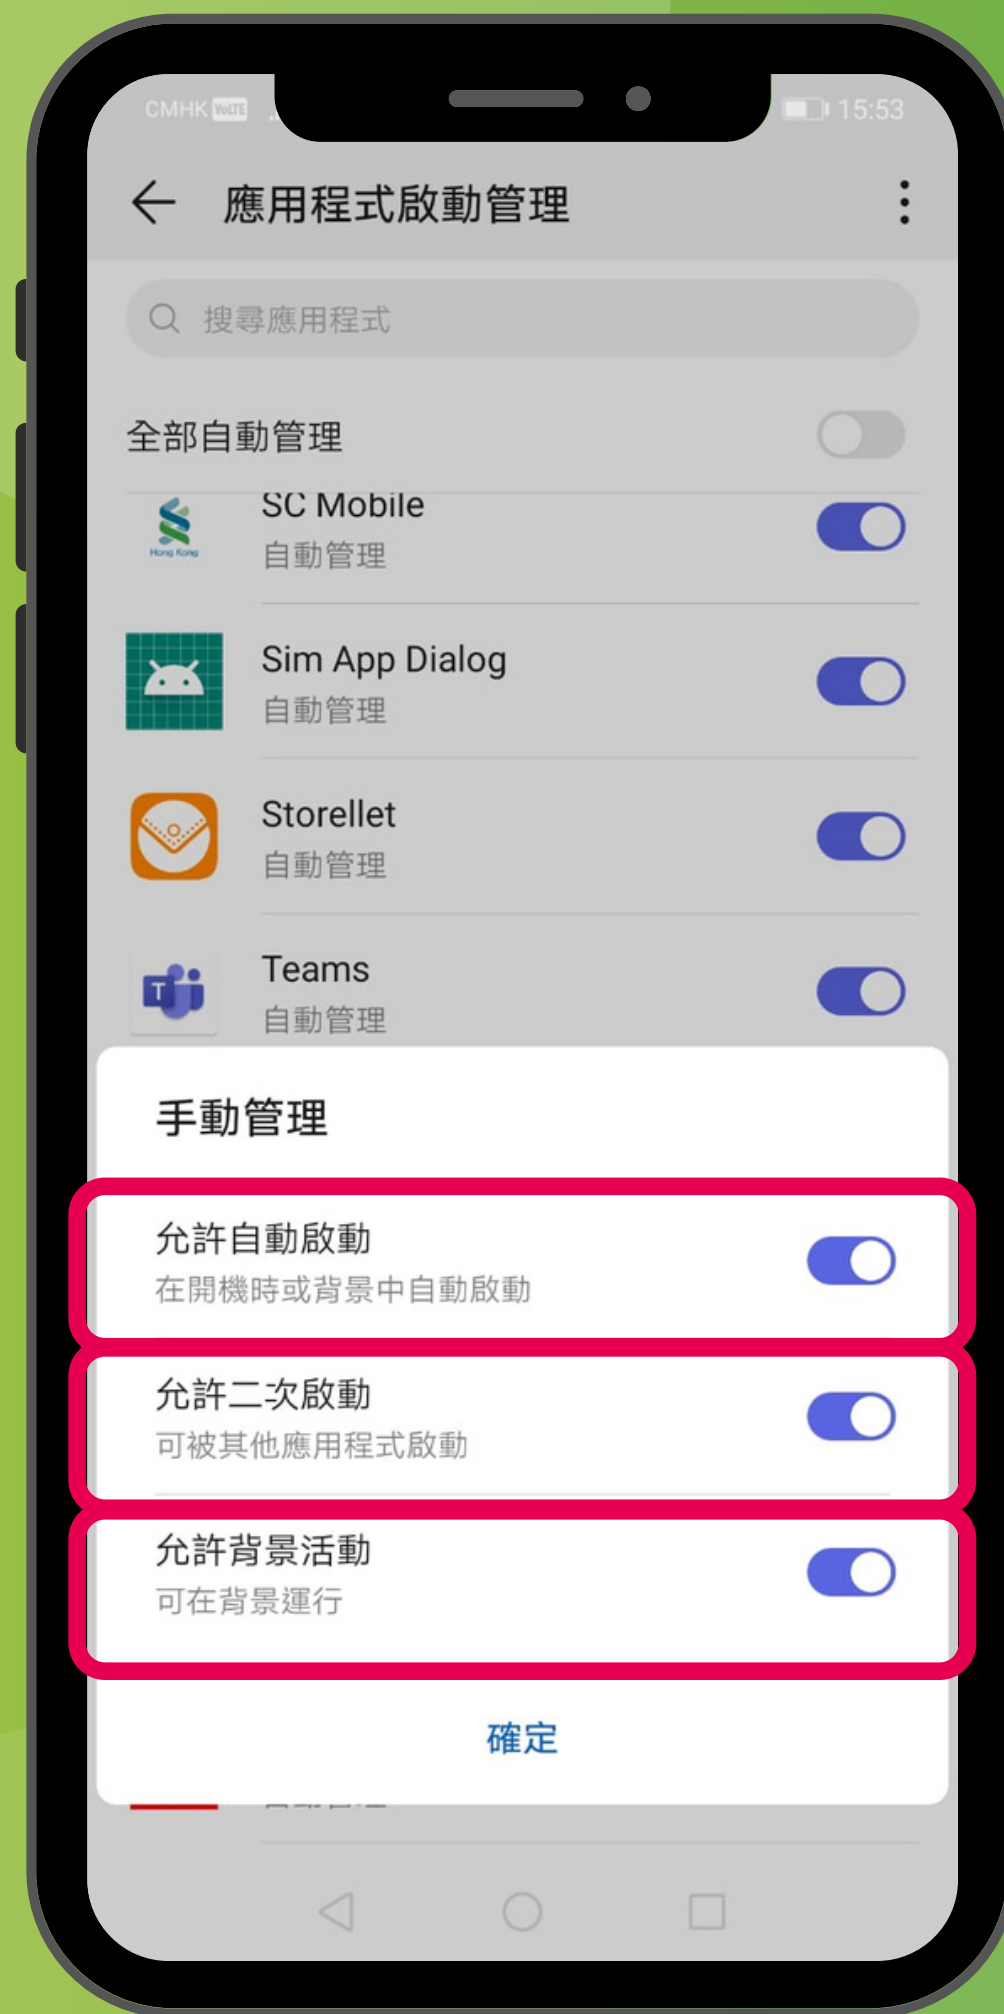 CMHK VoLTE
15:53
應用程式啟動管理
搜尋應用程式
全部自動管理
SC Mobile
Hong Kong
自動管理
Sim App Dialog
自動管理
Storellet
自動管理
Teams
T
自動管理
手動管理
允許自動啟動
在開機時或背景中自動啟動
允許二次啟動
可被其他應用程式啟動
允許背景活動
可在背景運行
確定